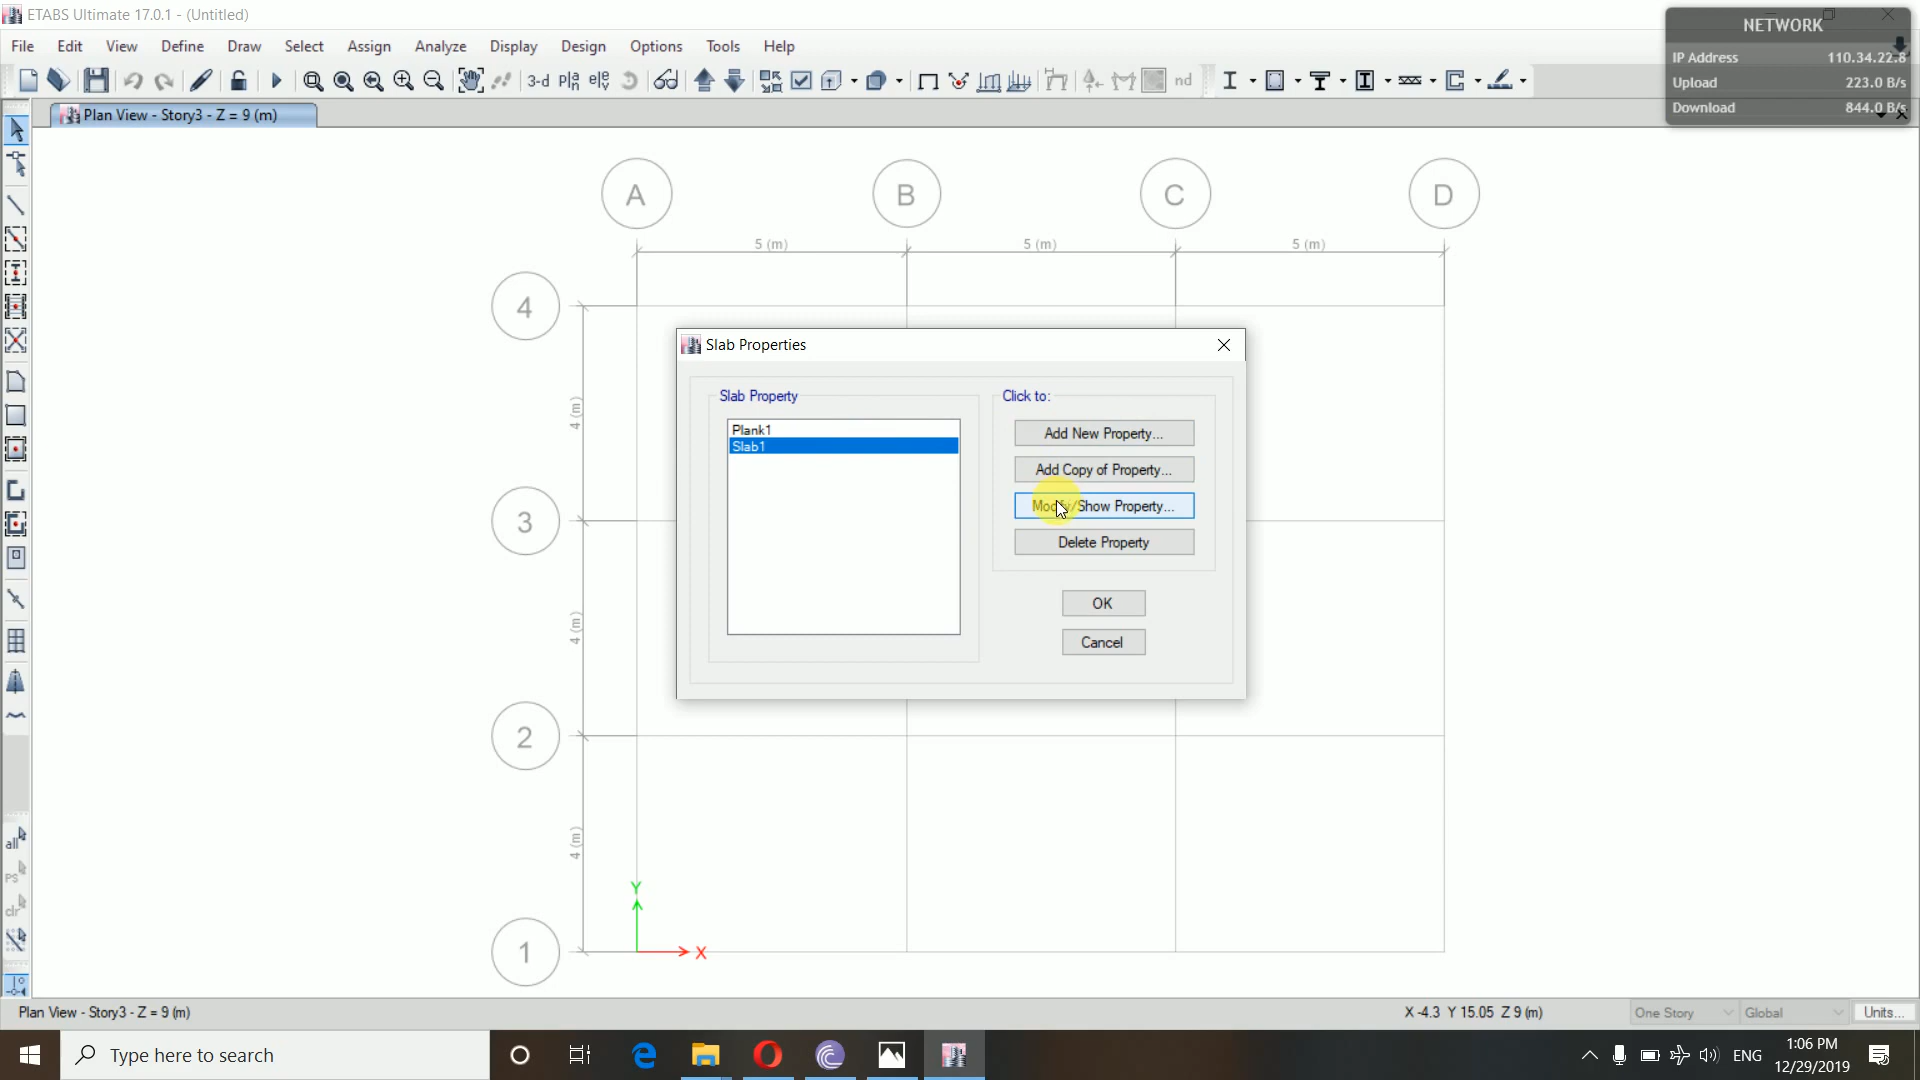 ETABS Ultimate 17.0.1 - (Untitled)
File Edit View Define Draw Select Assign Analyze Display Design Options Tools Help
NETWORK
IP Address 110.34.22.8
Upload 223.0 B/s
Download 844.0 B/s
3-d
nd
Plan View - Story3 - Z = 9 (m)
A B C D
5 (m) 5 (m) 5 (m)
4
4 (m)
3
4 (m)
2
4 (m)
1
Y
X
Slab Properties
Slab Property
Plank1
Slab1
Click to:
Add New Property...
Add Copy of Property...
Modify/Show Property...
Delete Property
OK
Cancel
all
ps
clr
Plan View - Story3 - Z = 9 (m)
X -4.3 Y 15.05 Z 9 (m)
One Story
Global
Units...
Type here to search
ENG
1:06 PM
12/29/2019